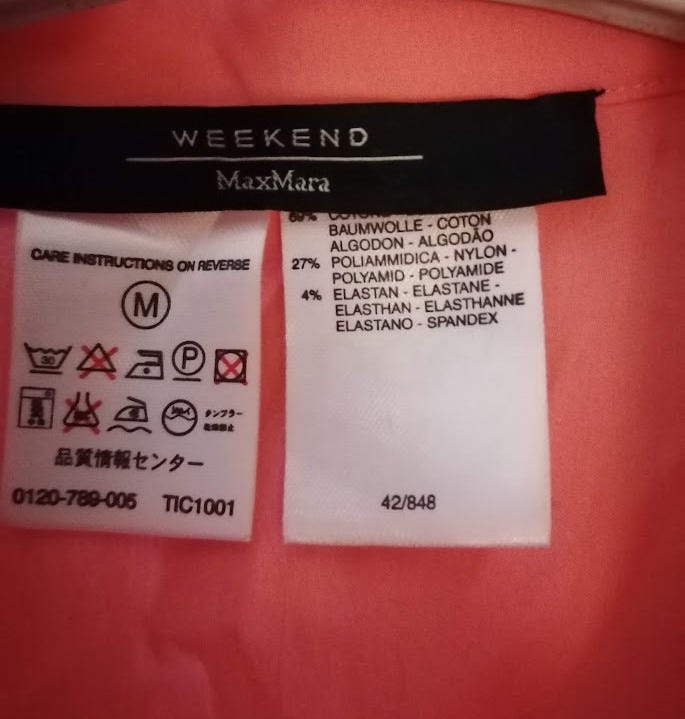 WEEKEND
MaxMara
CARE INSTRUCTIONS ON REVERSE
M
30
P
タンブラー
乾燥禁止
品質情報センター
0120-789-005 TIC1001
69%
BAUMWOLLE - COTON
ALGODON - ALGODÃO
27% POLIAMMIDICA - NYLON -
POLYAMID - POLYAMIDE
4% ELASTAN - ELASTANE -
ELASTHAN - ELASTHANNE
ELASTANO - SPANDEX
42/848